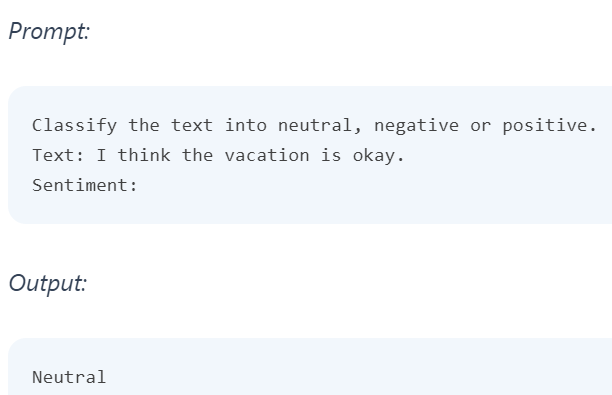 Prompt:
Classify the text into neutral, negative or positive.
Text: I think the vacation is okay.
Sentiment:
Output:
Neutral